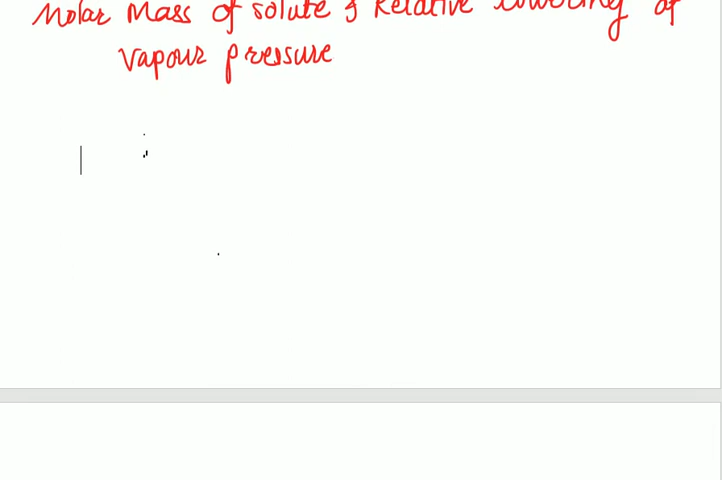 Molar Mass of solute & Relative lowering of
Vapour pressure